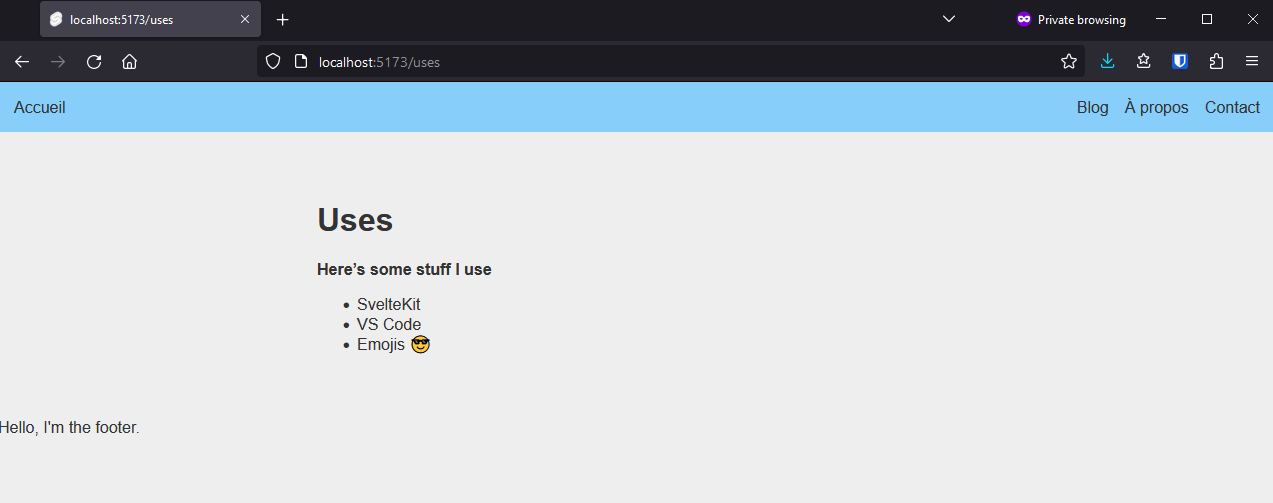 localhost:5173/uses
Private browsing
localhost:5173/uses
Accueil
Blog À propos Contact
Uses
Here’s some stuff I use
• SvelteKit
• VS Code
• Emojis 😎
Hello, I'm the footer.